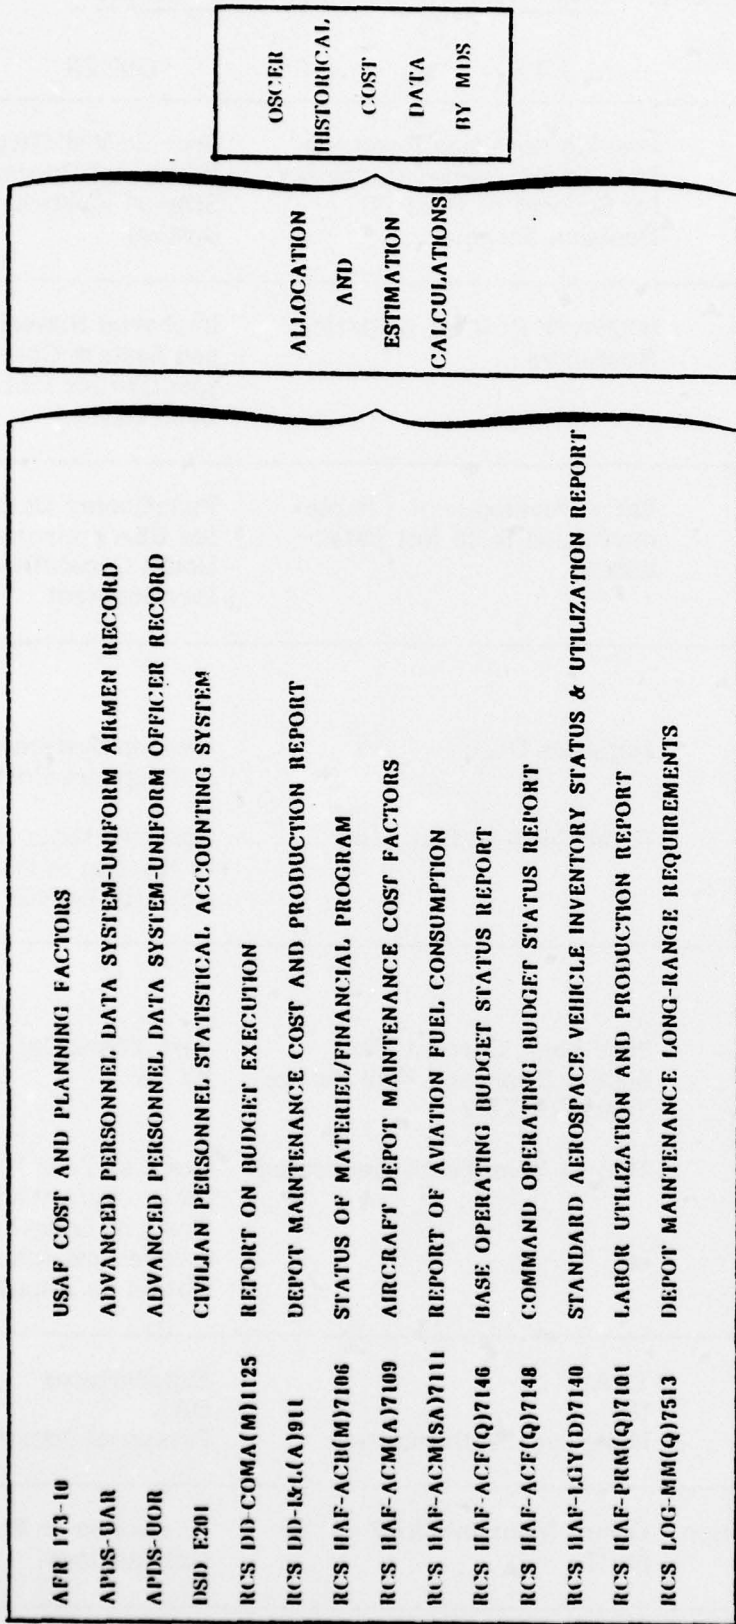 AFR 173-10 USAF COST AND PLANNING FACTORS
APDS-UAR ADVANCED PERSONNEL DATA SYSTEM-UNIFORM AIRMEN RECORD
APDS-UOR ADVANCED PERSONNEL DATA SYSTEM-UNIFORM OFFICER RECORD
DSD E201 CIVILIAN PERSONNEL STATISTICAL ACCOUNTING SYSTEM
RCS DD-COMA(M)1125 REPORT ON BUDGET EXECUTION
RCS DD-I&L(A)911 DEPOT MAINTENANCE COST AND PRODUCTION REPORT
RCS HAF-ACB(M)7106 STATUS OF MATERIEL/FINANCIAL PROGRAM
RCS HAF-ACM(A)7109 AIRCRAFT DEPOT MAINTENANCE COST FACTORS
RCS HAF-ACM(SA)7111 REPORT OF AVIATION FUEL CONSUMPTION
RCS HAF-ACF(Q)7146 BASE OPERATING BUDGET STATUS REPORT
RCS HAF-ACF(Q)7148 COMMAND OPERATING BUDGET STATUS REPORT
RCS HAF-LGY(D)7140 STANDARD AEROSPACE VEHICLE INVENTORY STATUS & UTILIZATION REPORT
RCS HAF-PRM(Q)7101 LABOR UTILIZATION AND PRODUCTION REPORT
RCS LOG-MM(Q)7513 DEPOT MAINTENANCE LONG-RANGE REQUIREMENTS
ALLOCATION
AND
ESTIMATION
CALCULATIONS
OSCER
HISTORICAL
COST
DATA
BY MDS